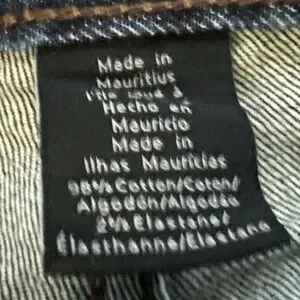 Made in
Mauritius
à
Hecho en
Mauricio
Made in
Ilhas Mauricias
98% Cotton/Coton/
Algodón/Algodão
2% Elastane/
Élasthanne/Elastano